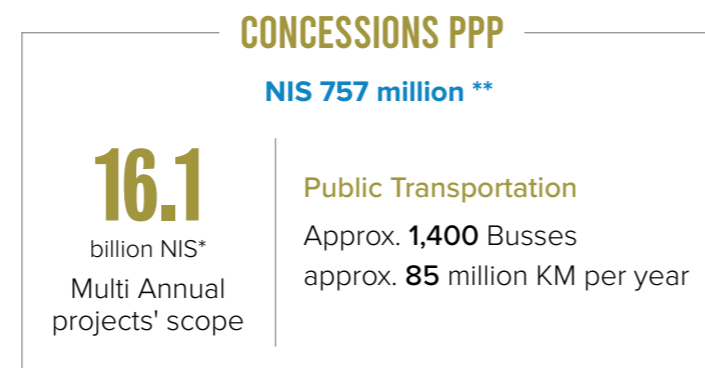 CONCESSIONS PPP
NIS 757 million **
16.1
billion NIS*
Multi Annual
projects' scope
Public Transportation
Approx. 1,400 Busses
approx. 85 million KM per year